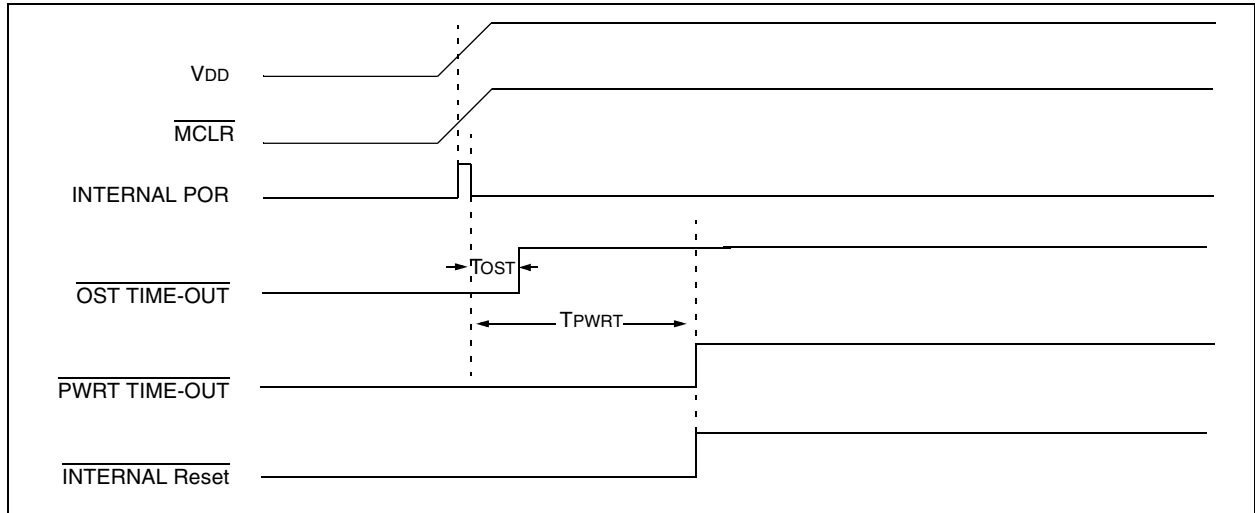 VDD
MCLR
INTERNAL POR
TOST
OST TIME-OUT
TPWRT
PWRT TIME-OUT
INTERNAL Reset